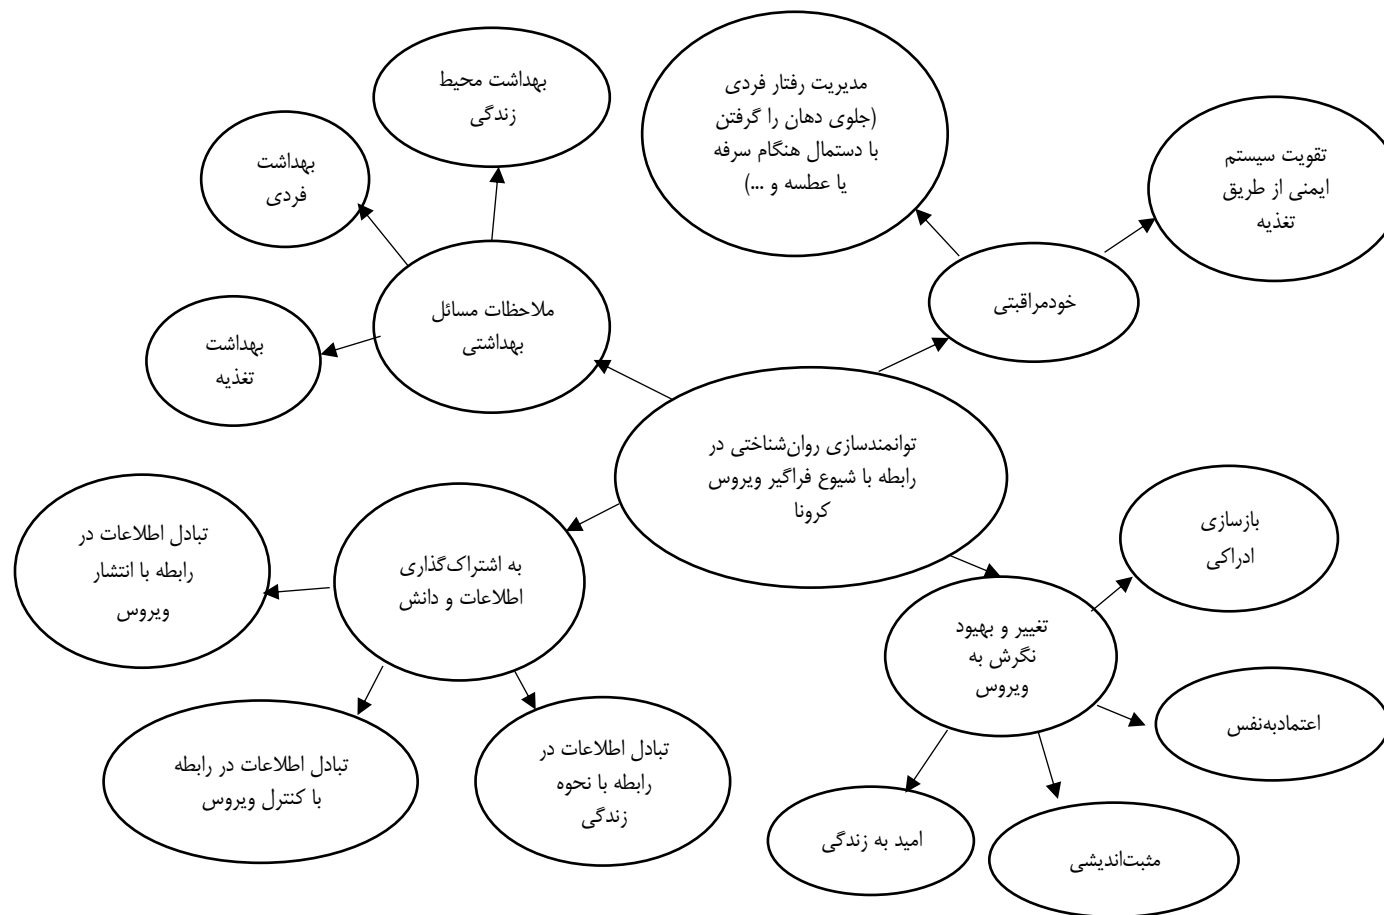 بهداشت محیط
زندگی
مدیریت رفتار فردی
(جلوی دهان را گرفتن
با دستمال هنگام سرفه
یا عطسه و ...)
تقویت سیستم
ایمنی از طریق
تغذیه
بهداشت
فردی
خودمراقبتی
ملاحظات مسائل
بهداشتی
بهداشت
تغذیه
توانمندسازی روان‌شناختی در
رابطه با شیوع فراگیر ویروس
کرونا
بازسازی
ادراکی
تبادل اطلاعات در
رابطه با انتشار
ویروس
به اشتراک‌گذاری
اطلاعات و دانش
تغییر و بهبود
نگرش به
ویروس
اعتمادبه‌نفس
تبادل اطلاعات در رابطه
با کنترل ویروس
تبادل اطلاعات در
رابطه با نحوه
زندگی
امید به زندگی
مثبت‌اندیشی